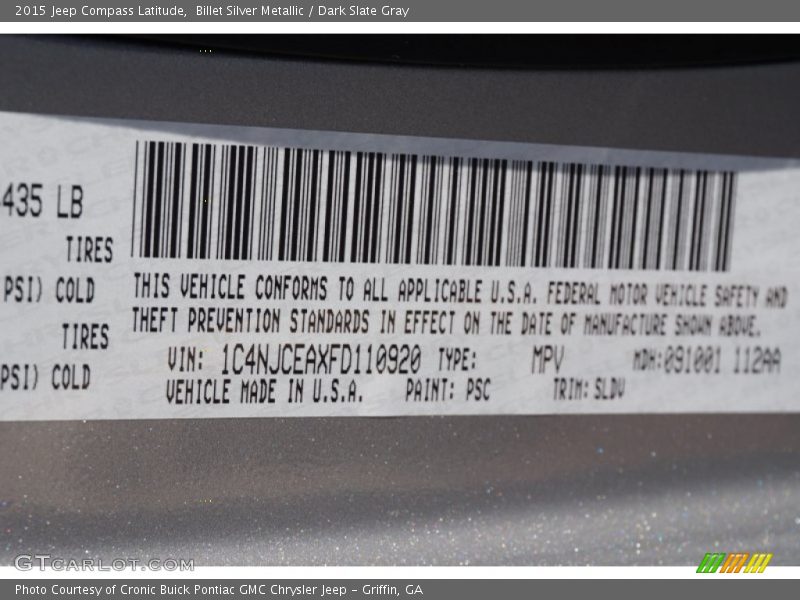 2015 Jeep Compass Latitude, Billet Silver Metallic / Dark Slate Gray
435 LB
TIRES
PSI) COLD
TIRES
PSI) COLD
THIS VEHICLE CONFORMS TO ALL APPLICABLE U.S.A. FEDERAL MOTOR VEHICLE SAFETY AND
THEFT PREVENTION STANDARDS IN EFFECT ON THE DATE OF MANUFACTURE SHOWN ABOVE.
VIN: 1C4NJCEAXFD110920 TYPE: MPV MDH:091001 112AA
VEHICLE MADE IN U.S.A. PAINT: PSC TRIM: SLDV
GTCARLOT.COM
Photo Courtesy of Cronic Buick Pontiac GMC Chrysler Jeep - Griffin, GA